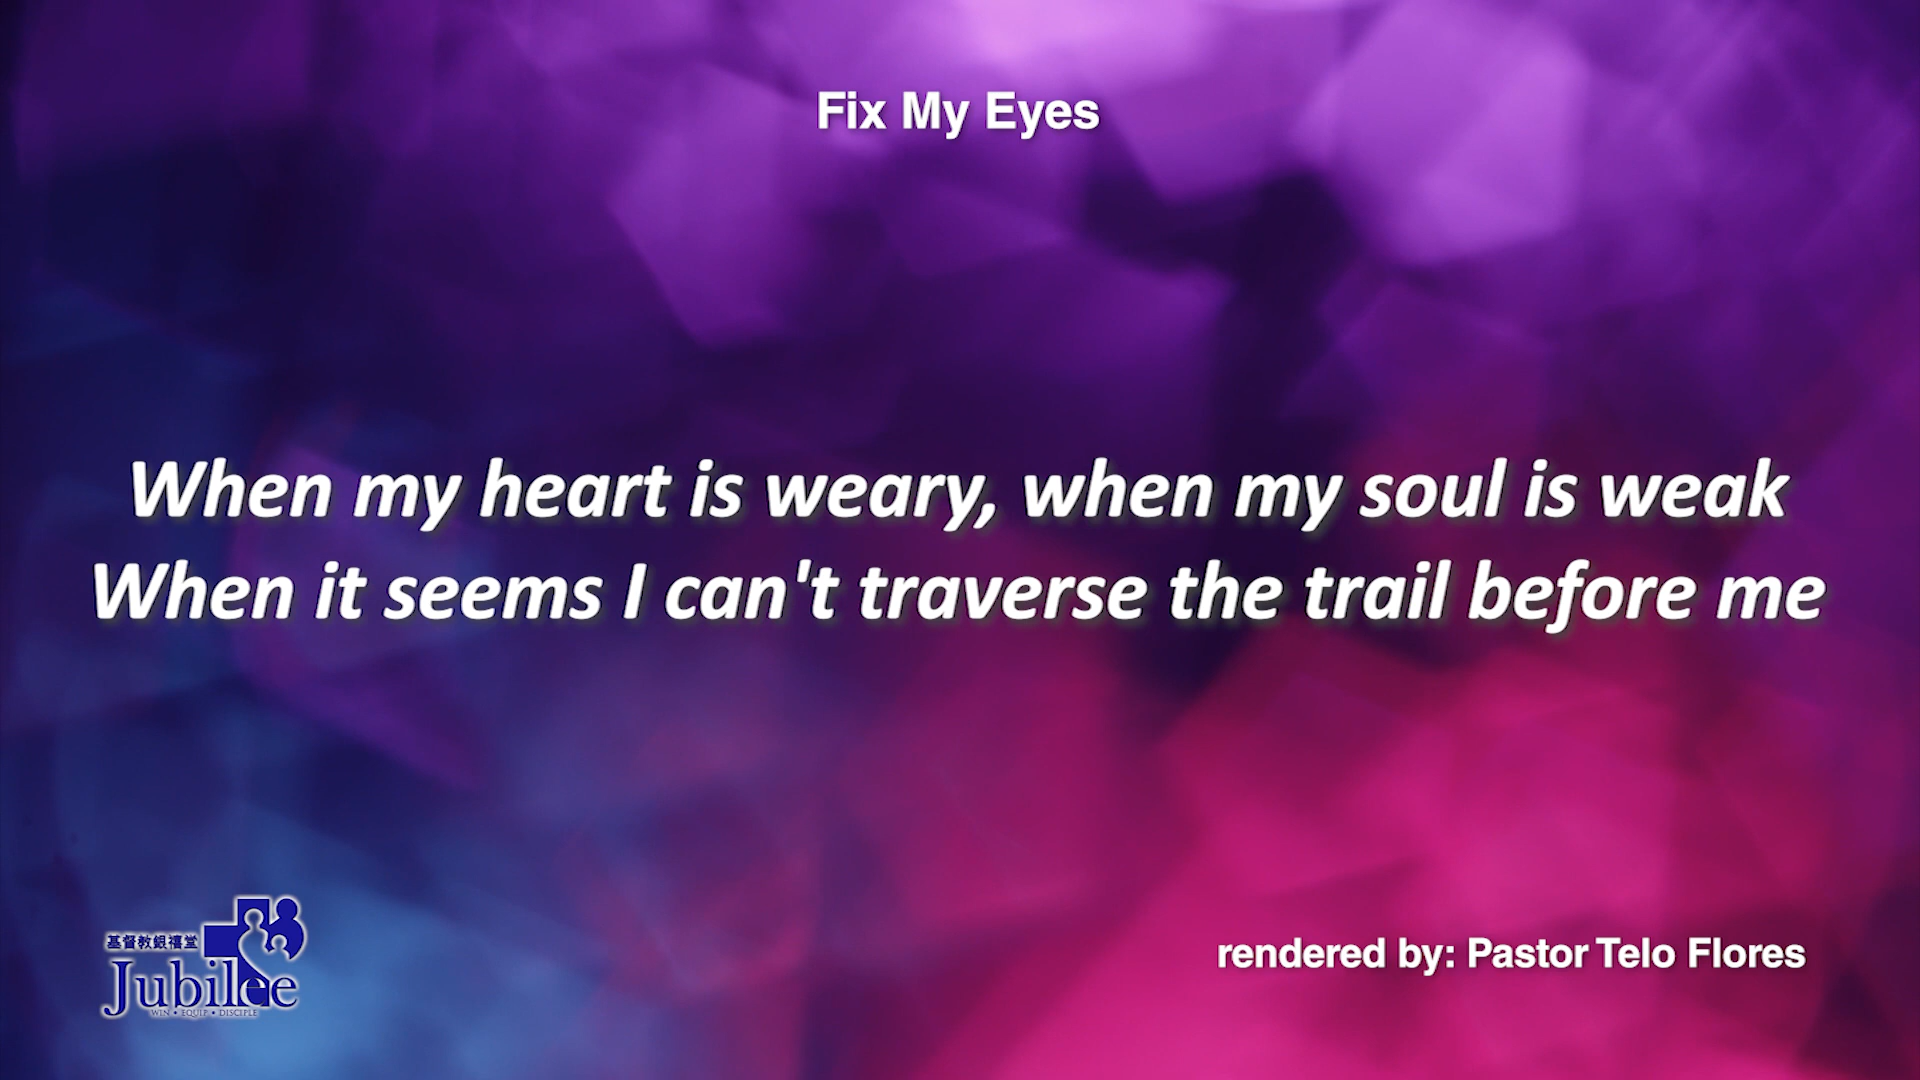 Fix My Eyes
When my heart is weary, when my soul is weak
When it seems I can't traverse the trail before me
rendered by: Pastor Telo Flores
基督教銀禧堂
Jubilee
WIN • EQUIP • DISCIPLE